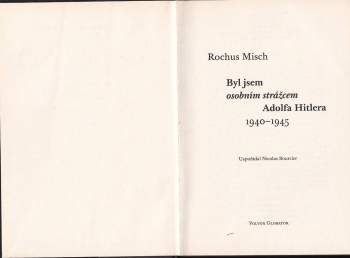 Rochus Misch
Byl jsem
osobním strážcem
Adolfa Hitlera
1940–1945
Uspořádal Nicolas Bourcier
Volvox Globator